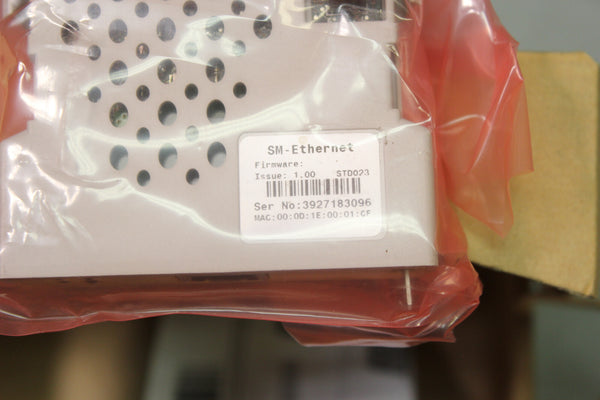 SM-Ethernet
Firmware:
Issue: 1.00 STD023
Ser No:3927183096
MAC:00:0D:1E:00:01:CF